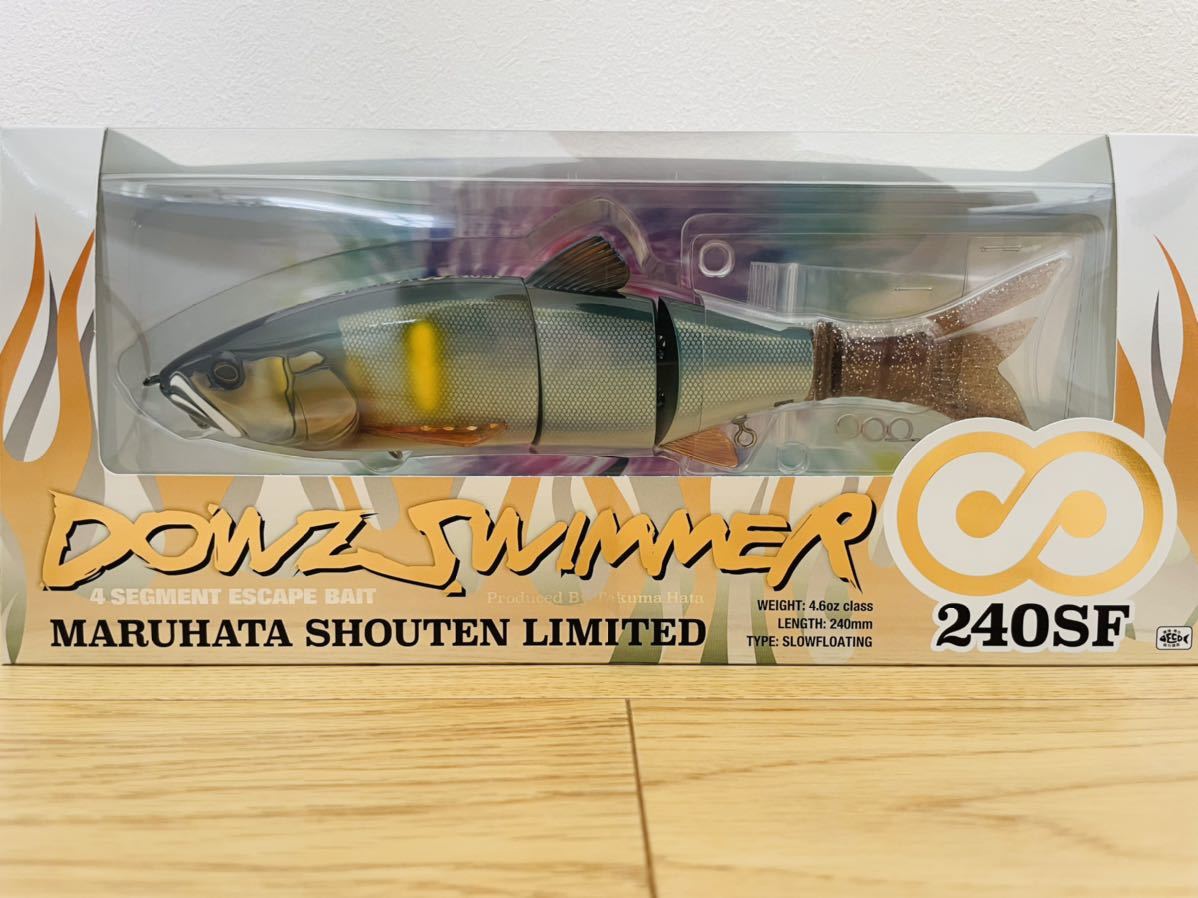 DOWZ SWIMMER
4 SEGMENT ESCAPE BAIT
Produced By Takuma Hata
MARUHATA SHOUTEN LIMITED
WEIGHT: 4.6oz class
LENGTH: 240mm
TYPE: SLOWFLOATING
240SF
FECO